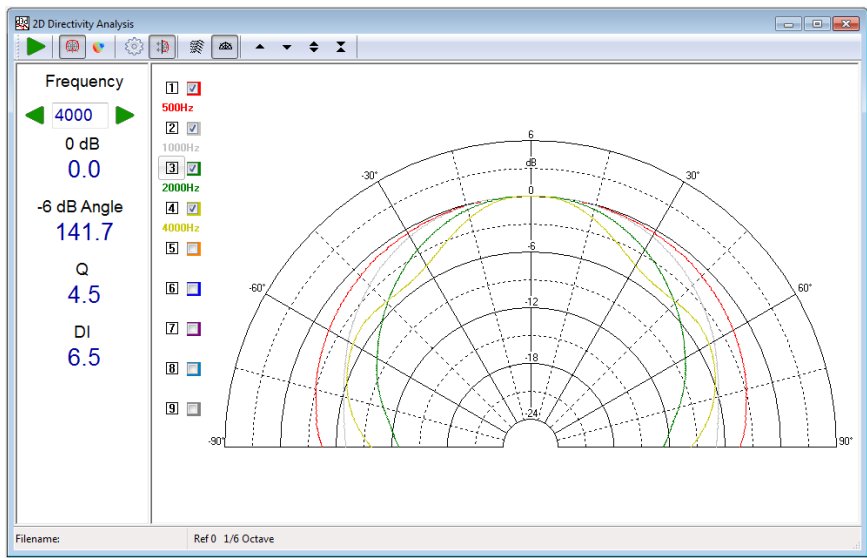 2D Directivity Analysis
Frequency
4000
0 dB
0.0
-6 dB Angle
141.7
Q
4.5
DI
6.5
1
500Hz
2
1000Hz
3
2000Hz
4
4000Hz
5
6
7
8
9
6
dB
0
-6
-12
-18
-24
-30°
30°
-60°
60°
-90°
90°
Filename:
Ref 0 1/6 Octave